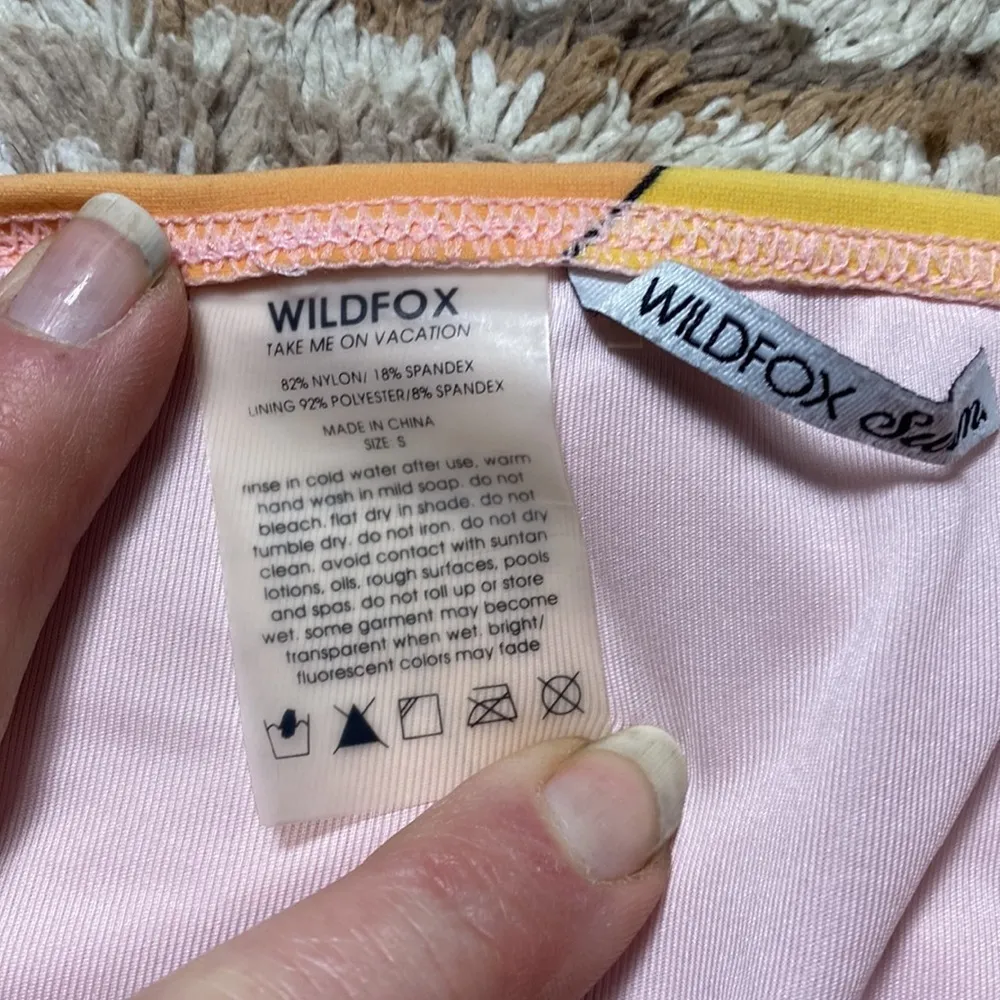 WILDFOX
TAKE ME ON VACATION
82% NYLON/ 18% SPANDEX
LINING 92% POLYESTER/8% SPANDEX
MADE IN CHINA
SIZE S
rinse in cold water after use, warm
hand wash in mild soap. do not
bleach. flat dry in shade. do not
tumble dry. do not iron. do not dry
clean. avoid contact with suntan
lotions, oils, rough surfaces, pools
and spas. do not roll up or store
wet. some garment may become
transparent when wet. bright/
fluorescent colors may fade
WILDFOX